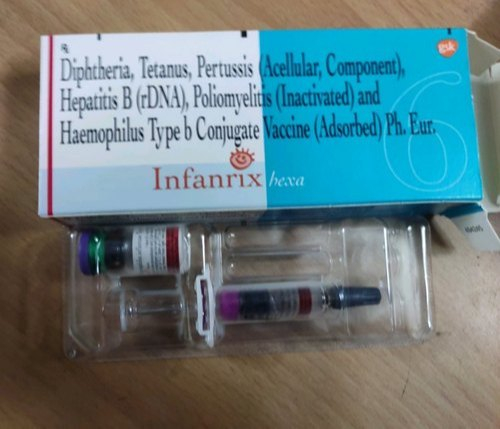 Rx
gsk
Diphtheria, Tetanus, Pertussis (Acellular, Component),
Hepatitis B (rDNA), Poliomyelitis (Inactivated) and
Haemophilus Type b Conjugate Vaccine (Adsorbed) Ph. Eur.
6
Infanrix hexa